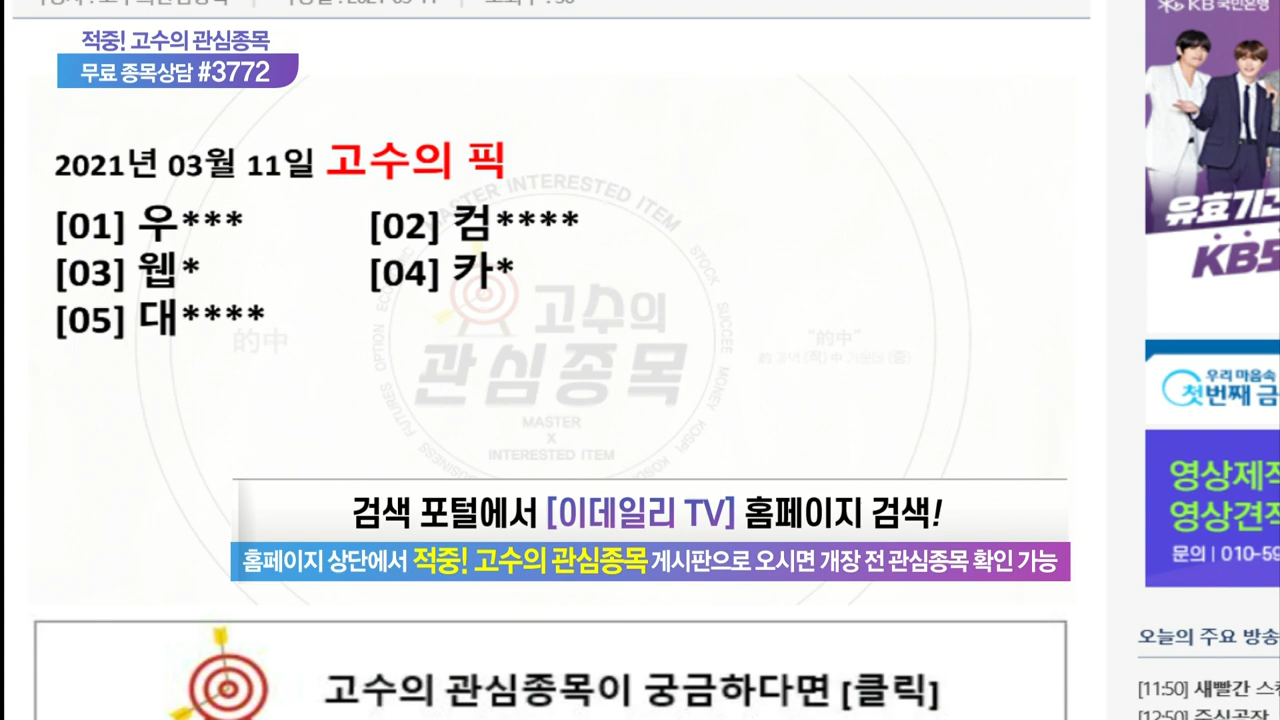 적중! 고수의 관심종목
무료 종목상담 #3772
2021년 03월 11일 고수의 픽
[01] 우*** [02] 컴****
[03] 웹* [04] 카*
[05] 대****
MASTER INTERESTED ITEM
고수의
관심종목
的中
"的中"
MASTER
X
INTERESTED ITEM
검색 포털에서 [이데일리 TV] 홈페이지 검색!
홈페이지 상단에서 적중! 고수의 관심종목 게시판으로 오시면 개장 전 관심종목 확인 가능
고수의 관심종목이 궁금하다면 [클릭]
KB국민은행
유효기간
KBS
우리 마음속
첫번째 금
영상제작
영상견적
문의 | 010-59
오늘의 주요 방송
[11:50] 새빨간 스
[12:50] 주식공장